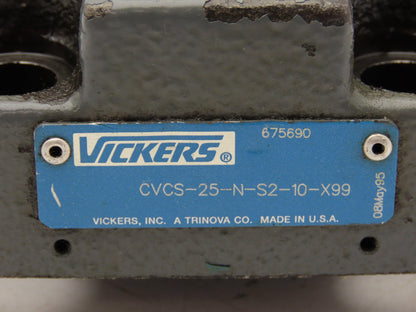 675690
VICKERS®
CVCS-25-N-S2-10-X99
08May95
VICKERS, INC. A TRINOVA CO. MADE IN U.S.A.